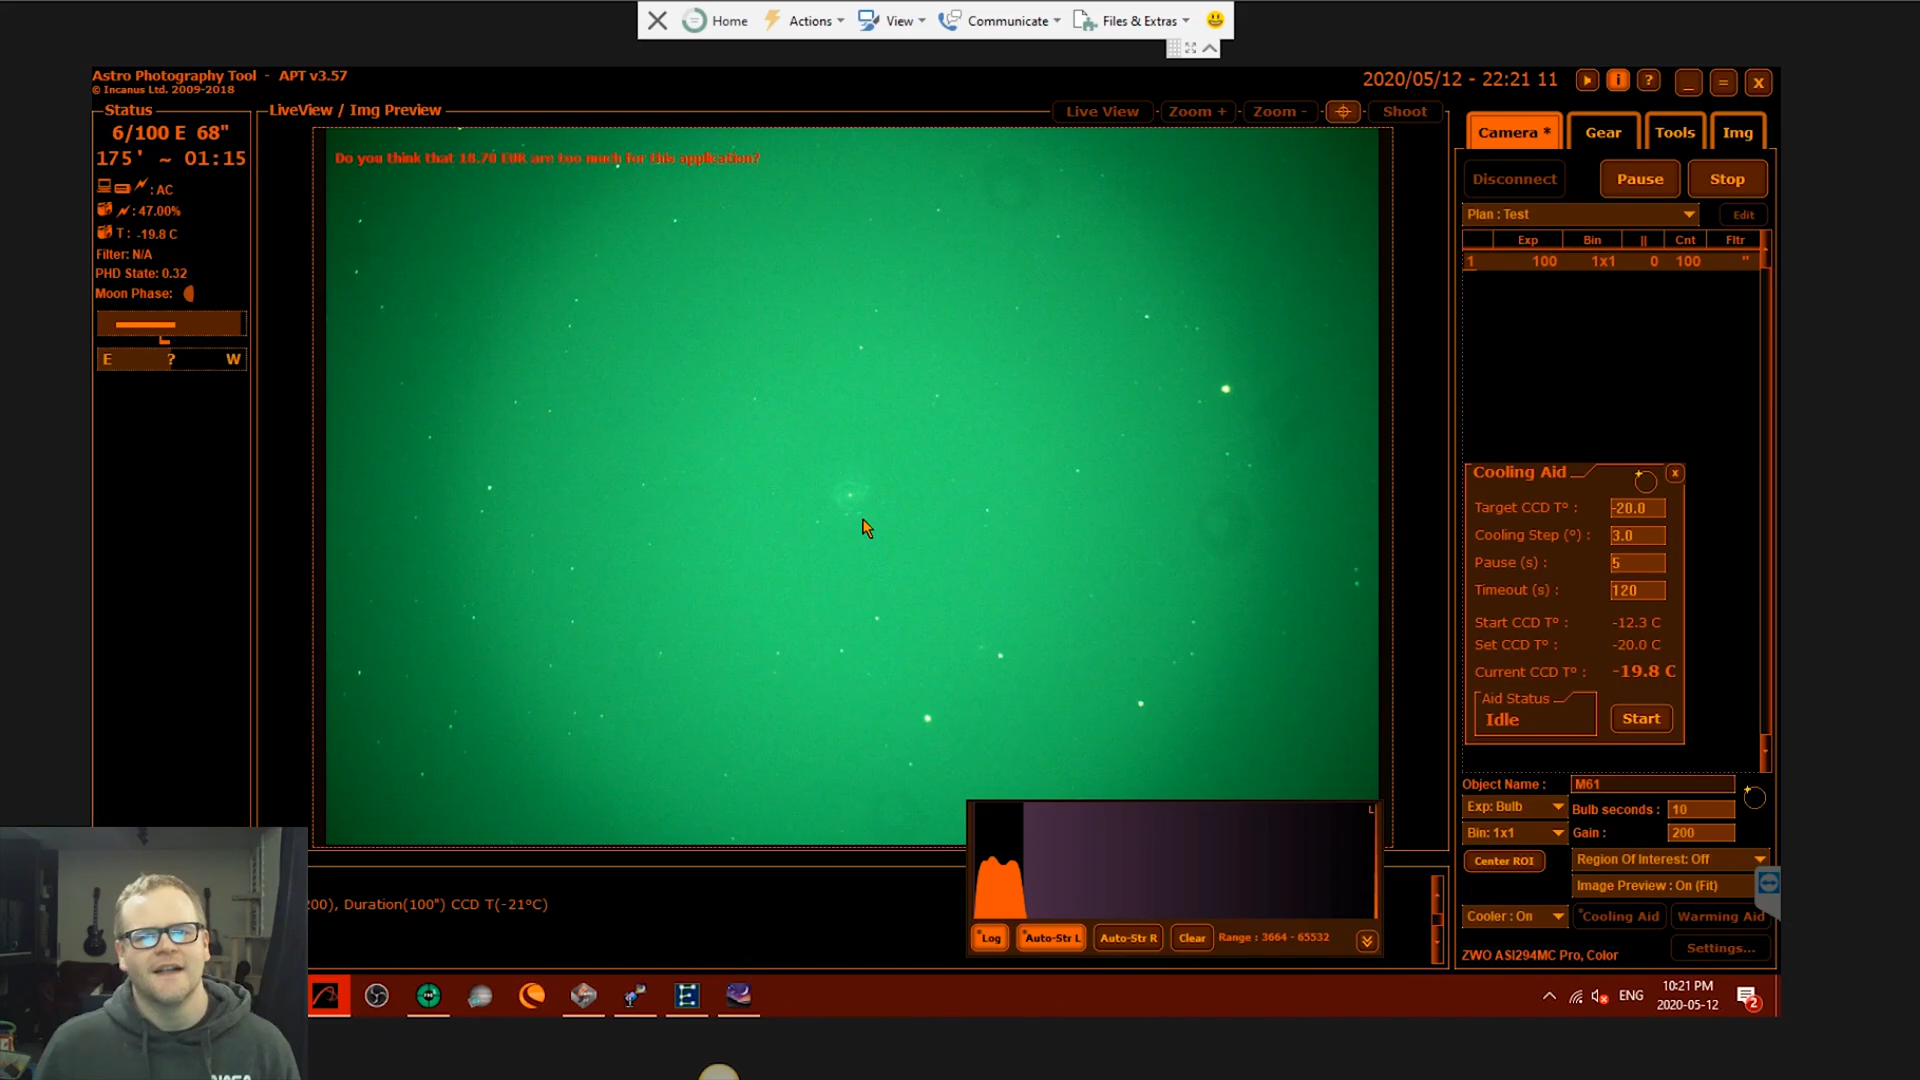 Home
Actions
View
Communicate
Files & Extras
Astro Photography Tool - APT v3.57
© Incanus Ltd. 2009-2018
2020/05/12 - 22:21 11
i
?
_
=
x
Status
6/100 E 68"
175' ~ 01:15
: AC
: 47.00%
T : -19.8 C
Filter: N/A
PHD State: 0.32
Moon Phase:
E ? W
LiveView / Img Preview
Live View
Zoom +
Zoom -
Shoot
Do you think that 18.70 EUR are too much for this application?
Camera *
Gear
Tools
Img
Disconnect
Pause
Stop
Plan : Test
Edit
Exp Bin || Cnt Fltr
1 100 1x1 0 100 "
Cooling Aid
x
Target CCD T° : -20.0
Cooling Step (°) : 3.0
Pause (s) : 5
Timeout (s) : 120
Start CCD T° : -12.3 C
Set CCD T° : -20.0 C
Current CCD T° : -19.8 C
Aid Status
Idle
Start
Object Name : M61
Exp: Bulb
Bulb seconds : 10
Bin: 1x1
Gain : 200
Center ROI
Region Of Interest: Off
Image Preview : On (Fit)
Cooler : On
*Cooling Aid
Warming Aid
ZWO ASI294MC Pro, Color
Settings...
L
*Log
*Auto-Str L
Auto-Str R
Clear
Range : 3664 - 65532
200), Duration(100") CCD T(-21°C)
ENG
10:21 PM
2020-05-12
2